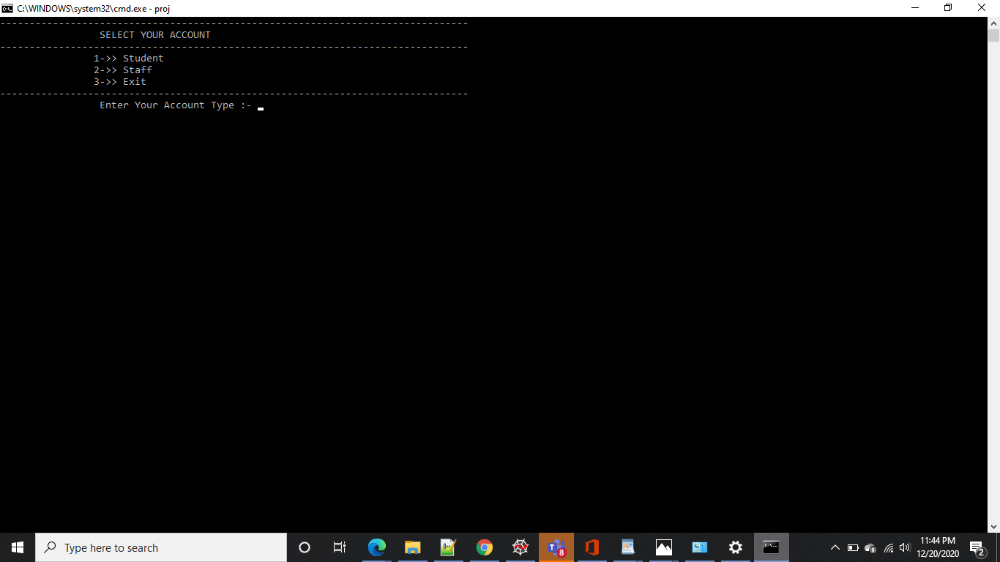 C:\WINDOWS\system32\cmd.exe - proj
--------------------------------------------------------------------------------
SELECT YOUR ACCOUNT
--------------------------------------------------------------------------------
1->> Student
2->> Staff
3->> Exit
--------------------------------------------------------------------------------
Enter Your Account Type :-
Type here to search
8
11:44 PM
12/20/2020
2